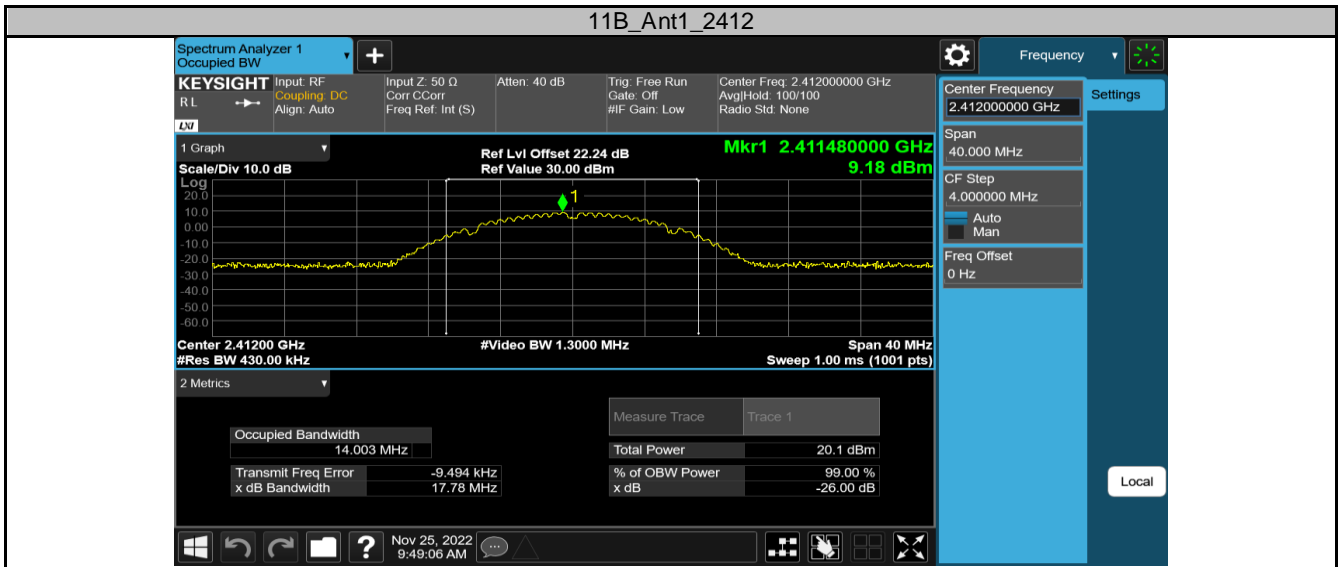 11B_Ant1_2412
Spectrum Analyzer 1
Occupied BW
+
Frequency
KEYSIGHT
R L
LXI
Input: RF
Coupling: DC
Align: Auto
Input Z: 50 Ω
Corr CCorr
Freq Ref: Int (S)
Atten: 40 dB
Trig: Free Run
Gate: Off
#IF Gain: Low
Center Freq: 2.412000000 GHz
Avg|Hold: 100/100
Radio Std: None
Center Frequency
2.412000000 GHz
Settings
Span
40.000 MHz
CF Step
4.000000 MHz
Auto
Man
Freq Offset
0 Hz
1 Graph
Scale/Div 10.0 dB
Ref Lvl Offset 22.24 dB
Ref Value 30.00 dBm
Mkr1 2.411480000 GHz
9.18 dBm
Log
1
20.0
10.0
0.00
-10.0
-20.0
-30.0
-40.0
-50.0
-60.0
Center 2.41200 GHz
#Video BW 1.3000 MHz
Span 40 MHz
#Res BW 430.00 kHz
Sweep 1.00 ms (1001 pts)
2 Metrics
Measure Trace Trace 1
Occupied Bandwidth
14.003 MHz
Total Power 20.1 dBm
Transmit Freq Error -9.494 kHz
% of OBW Power 99.00 %
x dB Bandwidth 17.78 MHz
x dB -26.00 dB
Local
?
Nov 25, 2022
9:49:06 AM